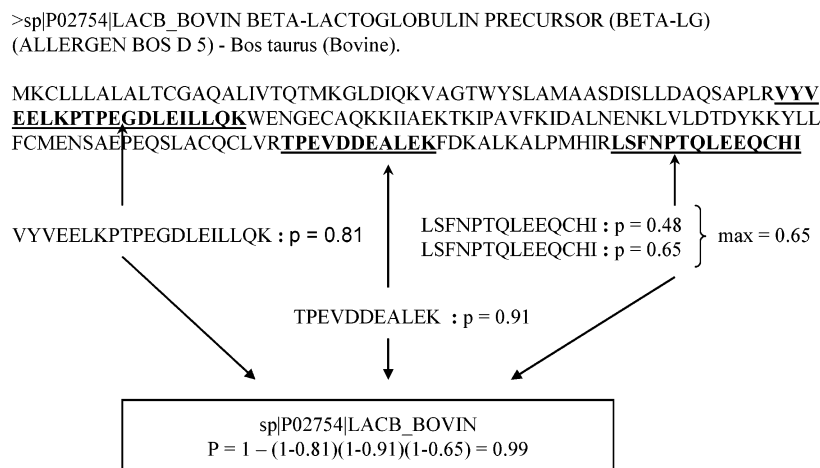 >sp|P02754|LACB_BOVIN BETA-LACTOGLOBULIN PRECURSOR (BETA-LG)
(ALLERGEN BOS D 5) - Bos taurus (Bovine).
MKCLLLALALTCGAQALIVTQTMKGLDIQKVAGTWYSLAMAASDISLLDAQSAPLRVYV
EELKPTPEGDLEILLQKWENGECAQKKIIAEKTKIPAVFKIDALNENKLVLDTDYKKYLL
FCMENSAEPEQSLACQCLVRTPEVDDEALEKFDKALKALPMHIRLSFNPTQLEEQCHI
VYVEELKPTPEGDLEILLQK : p = 0.81
LSFNPTQLEEQCHI : p = 0.48
LSFNPTQLEEQCHI : p = 0.65
max = 0.65
TPEVDDEALEK : p = 0.91
sp|P02754|LACB_BOVIN
P = 1 – (1-0.81)(1-0.91)(1-0.65) = 0.99